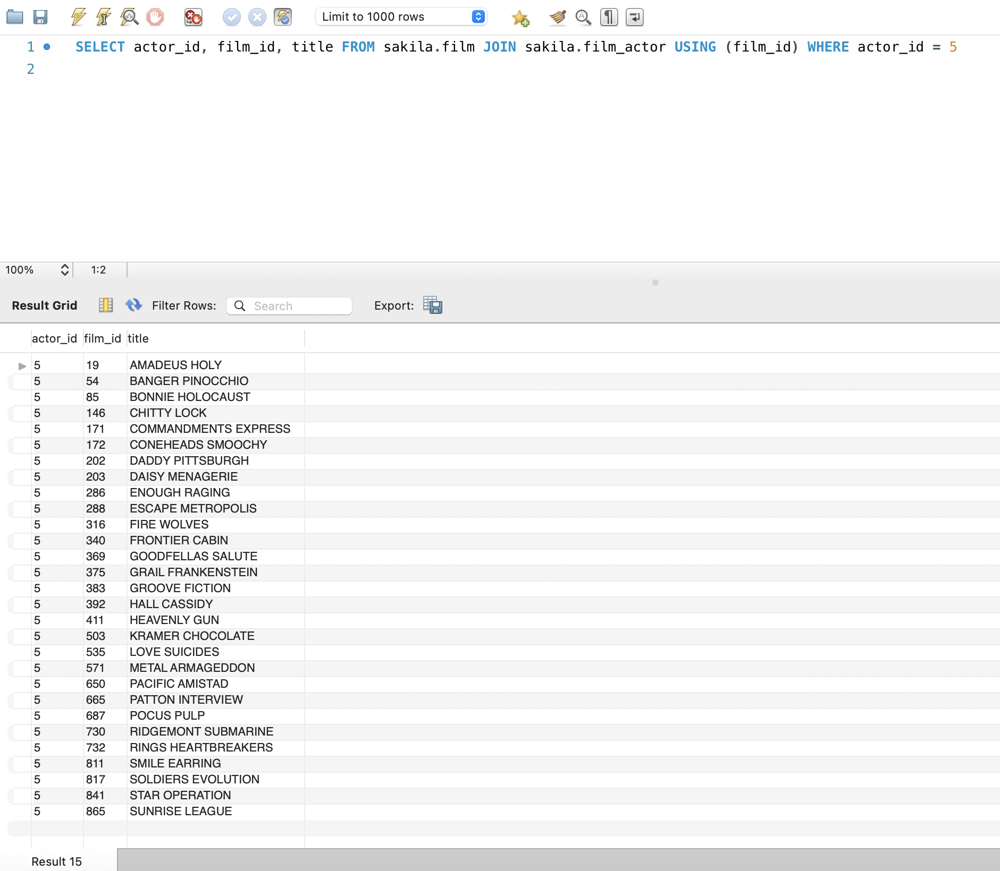 Limit to 1000 rows
1 SELECT actor_id, film_id, title FROM sakila.film JOIN sakila.film_actor USING (film_id) WHERE actor_id = 5
2
100% 1:2
Result Grid Filter Rows: Search Export:
actor_id film_id title
5 19 AMADEUS HOLY
5 54 BANGER PINOCCHIO
5 85 BONNIE HOLOCAUST
5 146 CHITTY LOCK
5 171 COMMANDMENTS EXPRESS
5 172 CONEHEADS SMOOCHY
5 202 DADDY PITTSBURGH
5 203 DAISY MENAGERIE
5 286 ENOUGH RAGING
5 288 ESCAPE METROPOLIS
5 316 FIRE WOLVES
5 340 FRONTIER CABIN
5 369 GOODFELLAS SALUTE
5 375 GRAIL FRANKENSTEIN
5 383 GROOVE FICTION
5 392 HALL CASSIDY
5 411 HEAVENLY GUN
5 503 KRAMER CHOCOLATE
5 535 LOVE SUICIDES
5 571 METAL ARMAGEDDON
5 650 PACIFIC AMISTAD
5 665 PATTON INTERVIEW
5 687 POCUS PULP
5 730 RIDGEMONT SUBMARINE
5 732 RINGS HEARTBREAKERS
5 811 SMILE EARRING
5 817 SOLDIERS EVOLUTION
5 841 STAR OPERATION
5 865 SUNRISE LEAGUE
Result 15